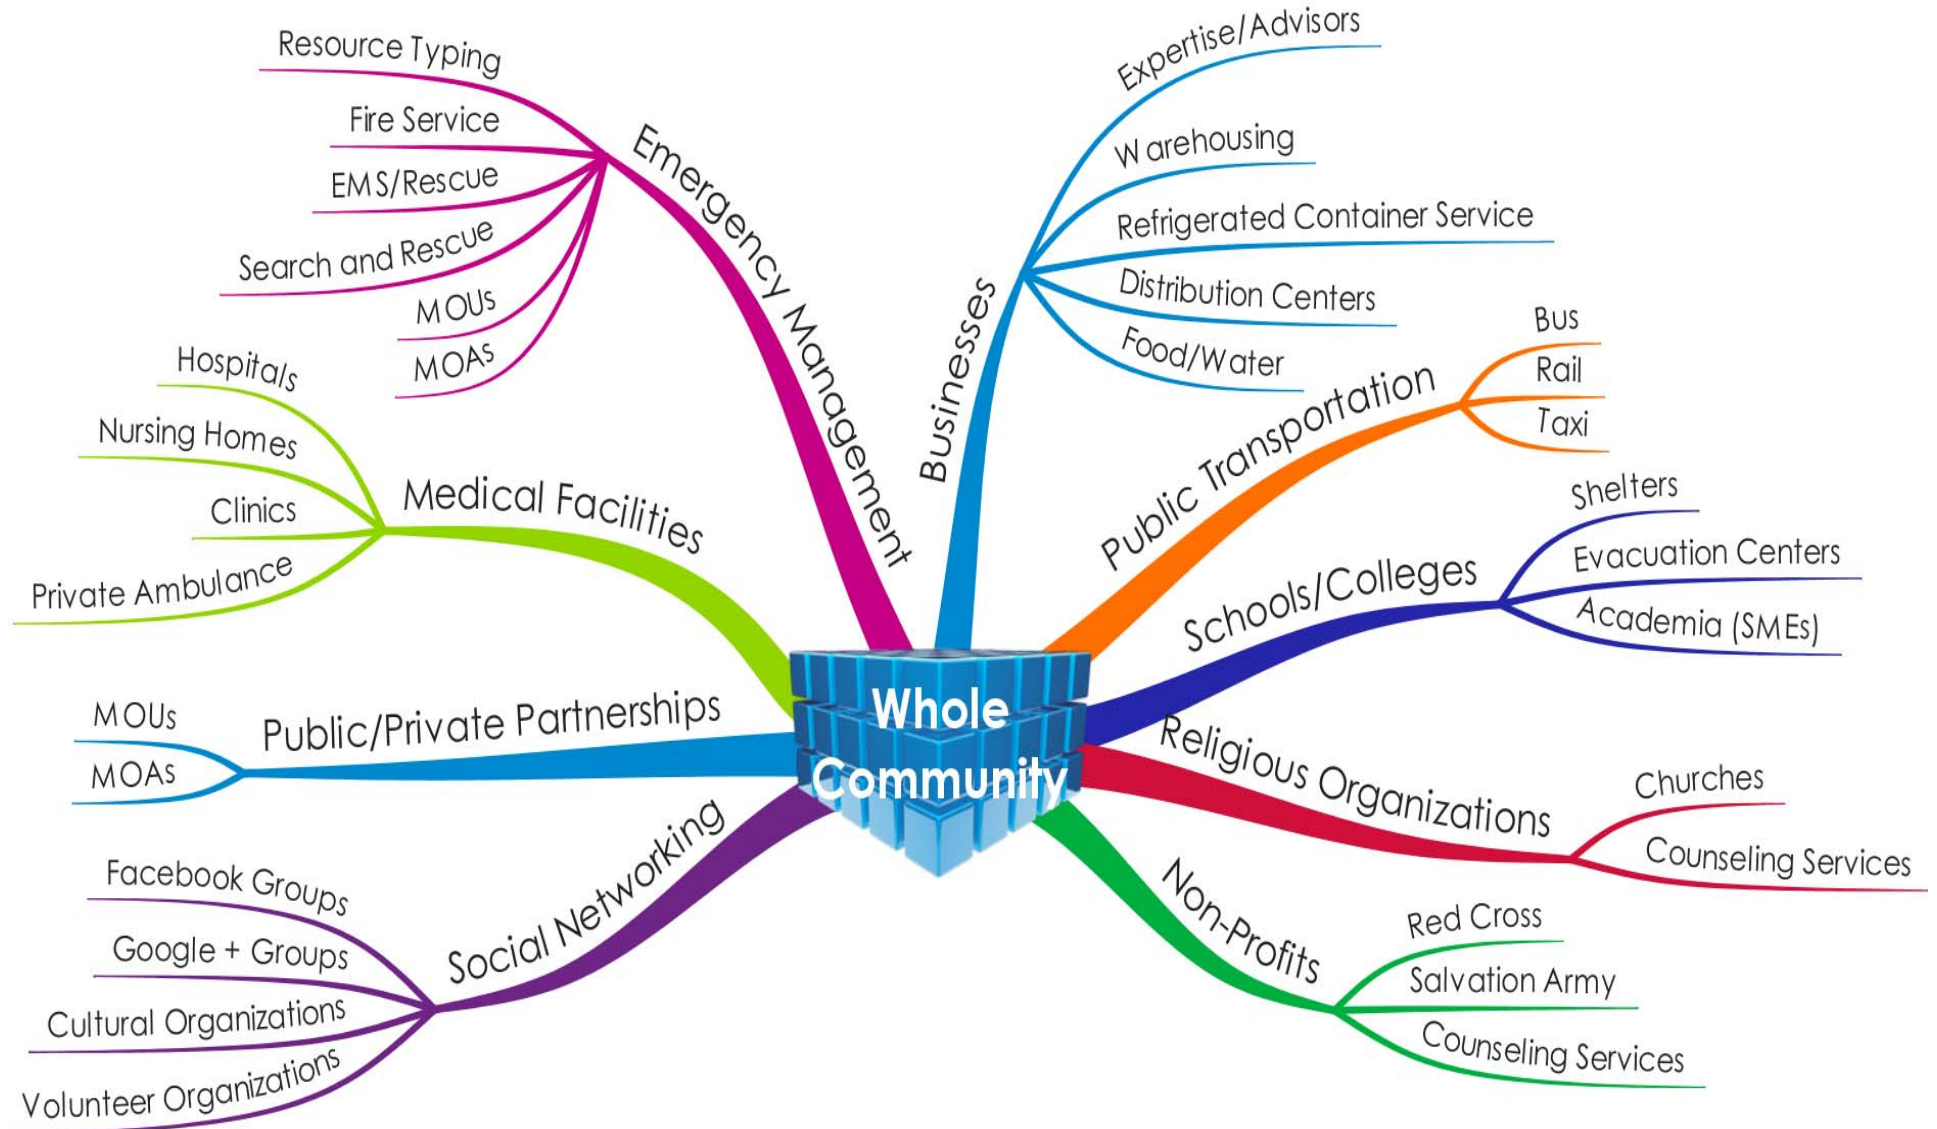 Whole
Community
Emergency Management
Resource Typing
Fire Service
EMS/Rescue
Search and Rescue
MOUs
MOAs
Medical Facilities
Hospitals
Nursing Homes
Clinics
Private Ambulance
Public/Private Partnerships
MOUs
MOAs
Social Networking
Facebook Groups
Google + Groups
Cultural Organizations
Volunteer Organizations
Businesses
Expertise/Advisors
Warehousing
Refrigerated Container Service
Distribution Centers
Food/Water
Public Transportation
Bus
Rail
Taxi
Schools/Colleges
Shelters
Evacuation Centers
Academia (SMEs)
Religious Organizations
Churches
Counseling Services
Non-Profits
Red Cross
Salvation Army
Counseling Services